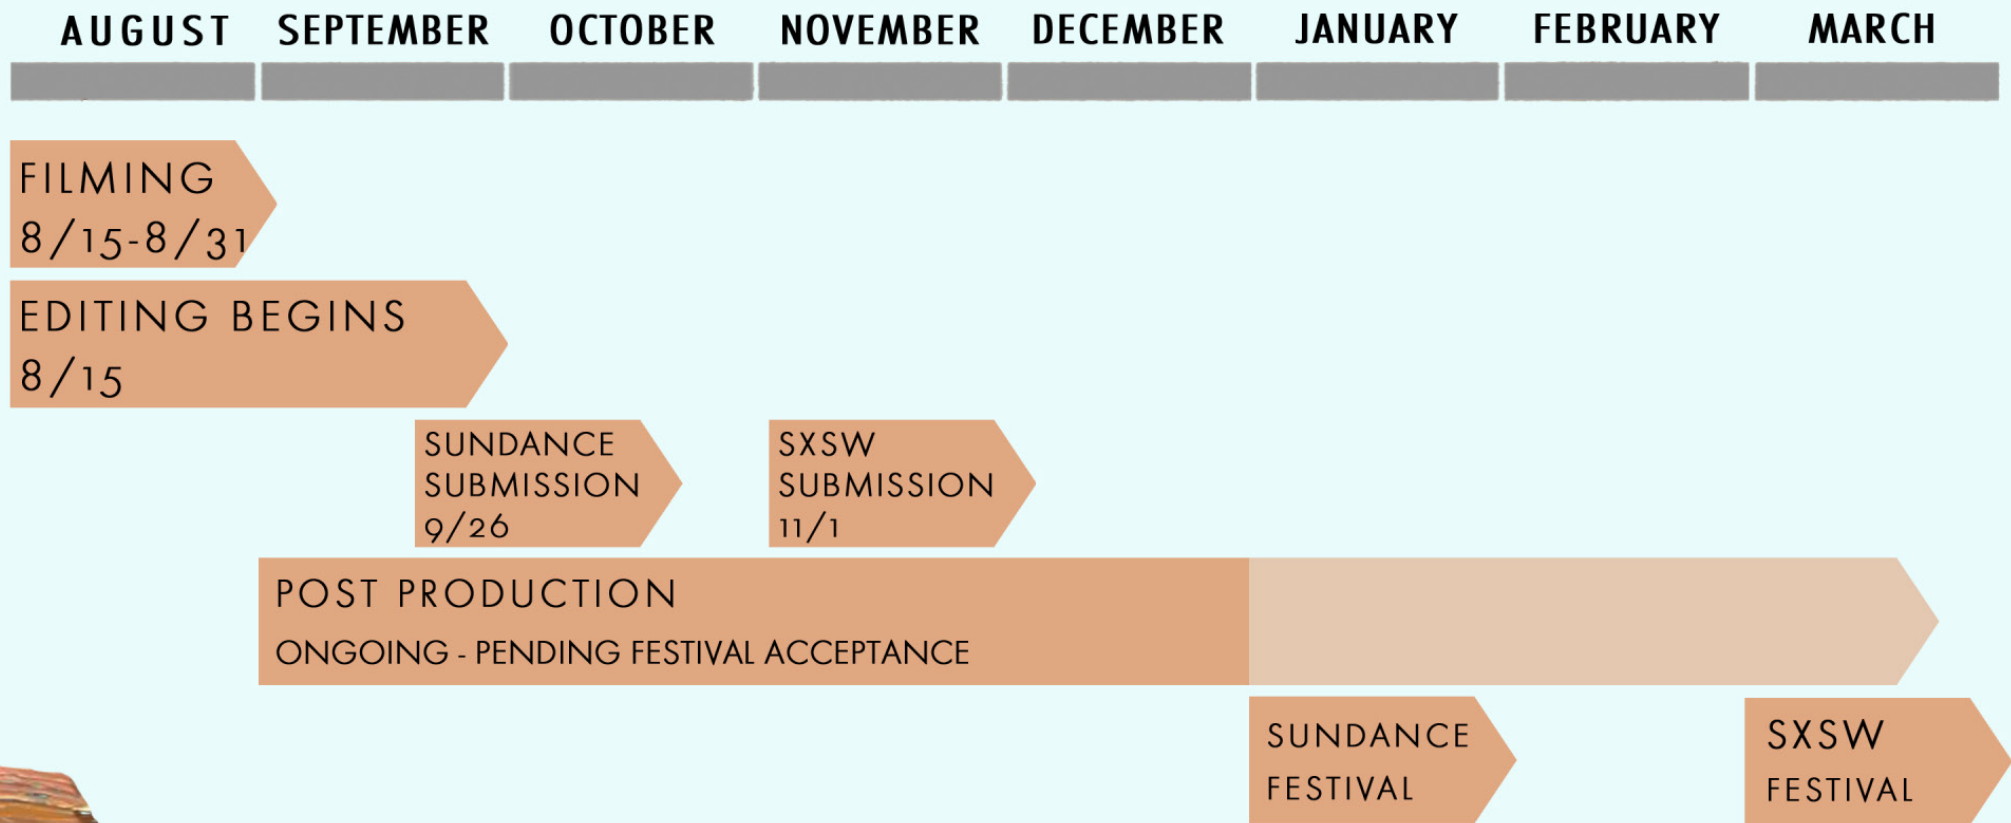 AUGUST SEPTEMBER OCTOBER NOVEMBER DECEMBER JANUARY FEBRUARY MARCH
FILMING
8/15-8/31
EDITING BEGINS
8/15
SUNDANCE
SUBMISSION
9/26
SXSW
SUBMISSION
11/1
POST PRODUCTION
ONGOING - PENDING FESTIVAL ACCEPTANCE
SUNDANCE
FESTIVAL
SXSW
FESTIVAL